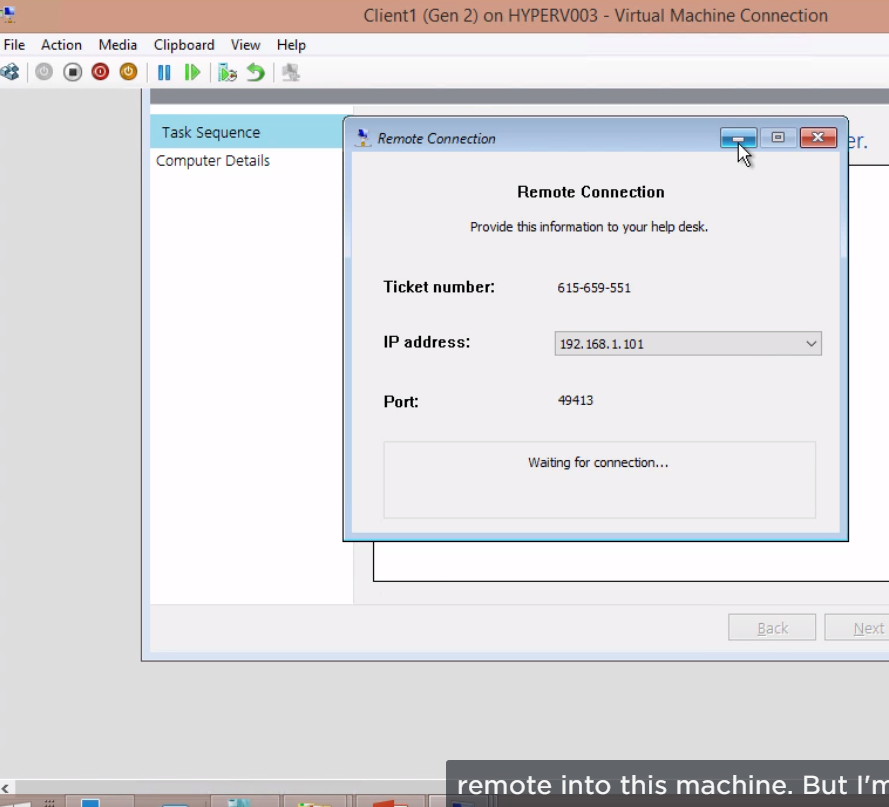 Client1 (Gen 2) on HYPERV003 - Virtual Machine Connection
File Action Media Clipboard View Help
Task Sequence
Computer Details
Remote Connection
er.
Remote Connection
Provide this information to your help desk.
Ticket number: 615-659-551
IP address: 192.168.1.101
Port: 49413
Waiting for connection...
Back Next
remote into this machine. But I'm